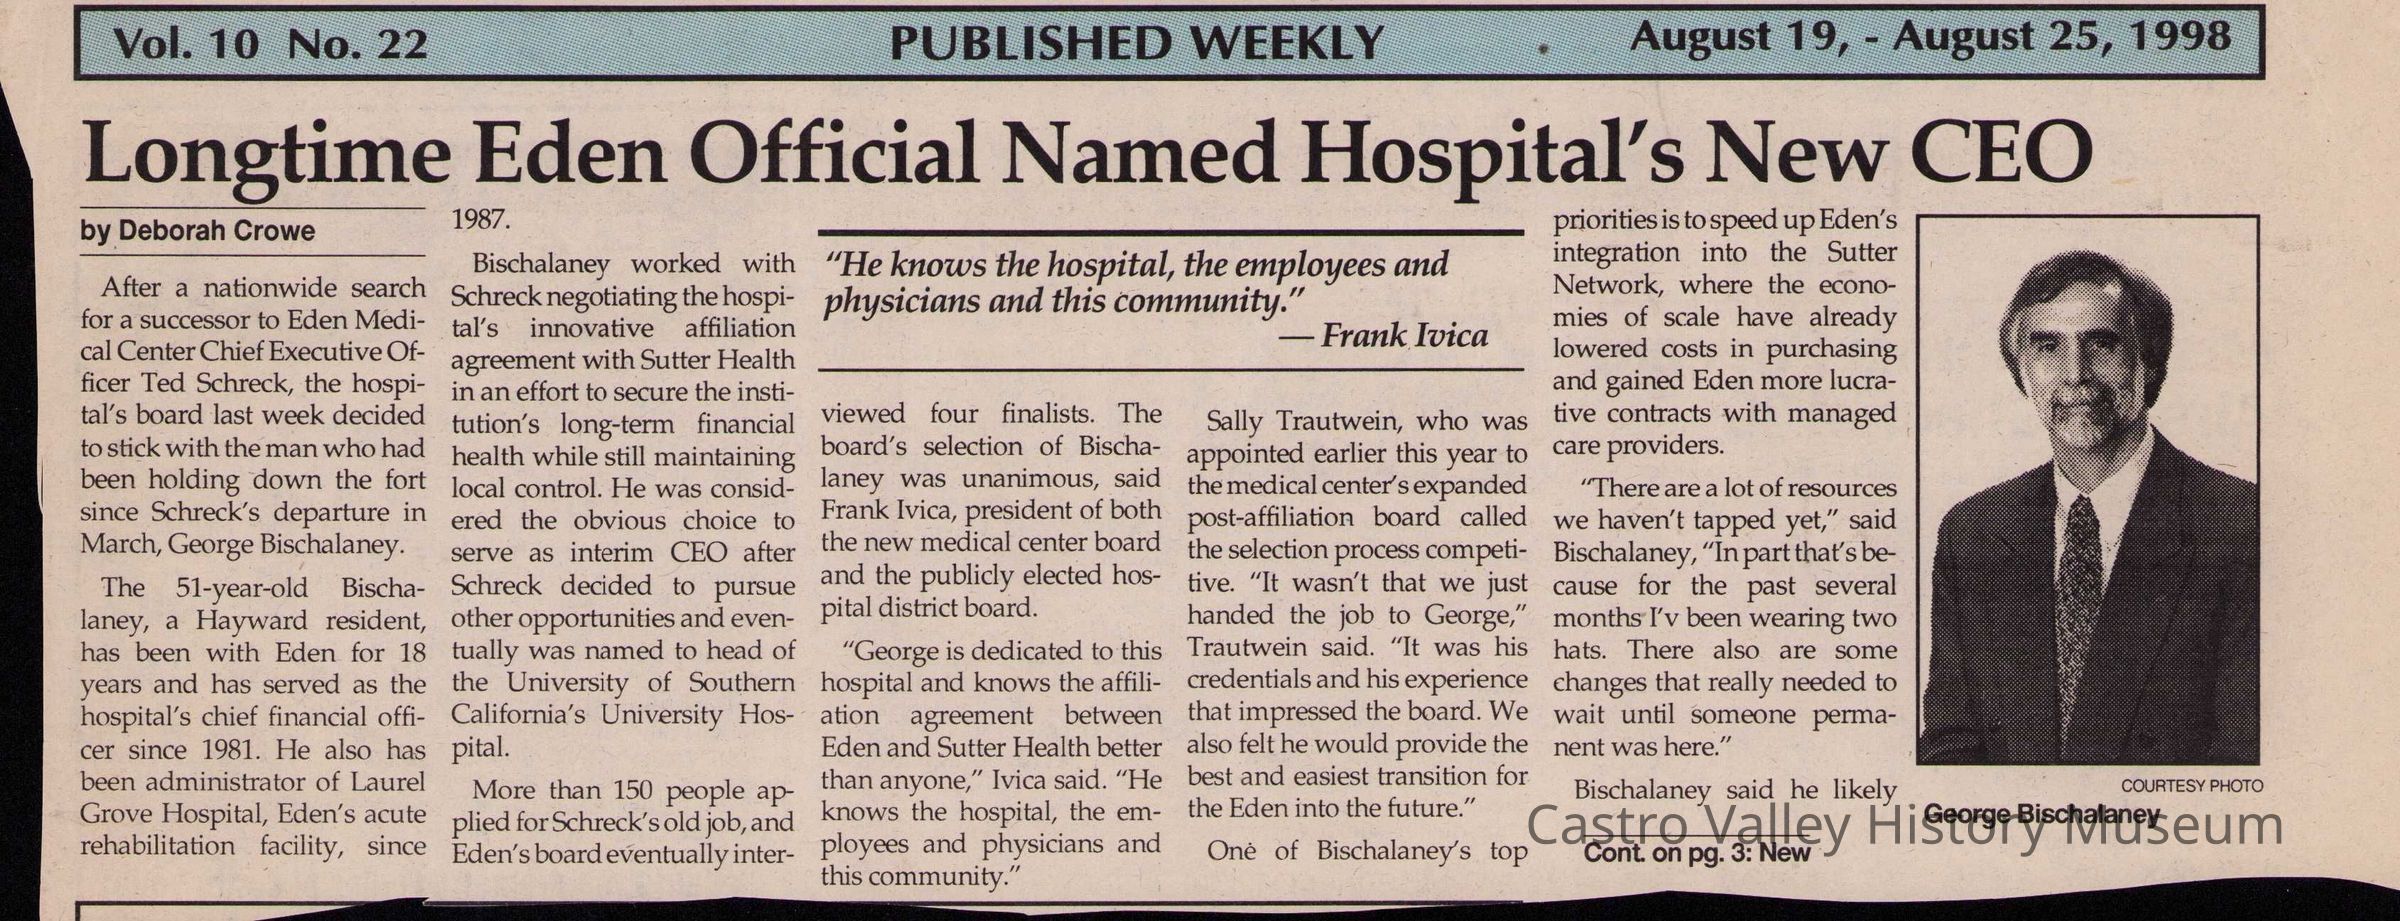 Vol. 10 No. 22
PUBLISHED WEEKLY
August 19, - August 25, 1998
Longtime Eden Official Named Hospital's New CEO
by Deborah Crowe
After a nationwide search
for a successor to Eden Medi-
cal Center Chief Executive Of-
ficer Ted Schreck, the hospi-
tal's board last week decided
to stick with the man who had
been holding down the fort
since Schreck's departure in
March, George Bischalaney.
The 51-year-old Bischa-
laney, a Hayward resident,
has been with Eden for 18
years and has served as the
hospital's chief financial offi-
cer since 1981. He also has
been administrator of Laurel
Grove Hospital, Eden's acute
rehabilitation facility, since
1987.
Bischalaney worked with
Schreck negotiating the hospi-
tal's innovative affiliation
agreement with Sutter Health
in an effort to secure the insti-
tution's long-term financial
health while still maintaining
local control. He was consid-
ered the obvious choice to
serve as interim CEO after
Schreck decided to pursue
other opportunities and even-
tually was named to head of
the University of Southern
California's University Hos-
pital.
More than 150 people ap-
plied for Schreck's old job, and
Eden's board eventually inter-
"He knows the hospital, the employees and
physicians and this community."
— Frank Ivica
viewed four finalists. The
board's selection of Bischa-
laney was unanimous, said
Frank Ivica, president of both
the new medical center board
and the publicly elected hos-
pital district board.
"George is dedicated to this
hospital and knows the affili-
ation agreement between
Eden and Sutter Health better
than anyone," Ivica said. "He
knows the hospital, the em-
ployees and physicians and
this community."
Sally Trautwein, who was
appointed earlier this year to
the medical center's expanded
post-affiliation board called
the selection process competi-
tive. "It wasn't that we just
handed the job to George,"
Trautwein said. "It was his
credentials and his experience
that impressed the board. We
also felt he would provide the
best and easiest transition for
the Eden into the future."
One of Bischalaney's top
priorities is to speed up Eden's
integration into the Sutter
Network, where the econo-
mies of scale have already
lowered costs in purchasing
and gained Eden more lucra-
tive contracts with managed
care providers.
"There are a lot of resources
we haven't tapped yet," said
Bischalaney, "In part that's be-
cause for the past several
months I'v been wearing two
hats. There also are some
changes that really needed to
wait until someone perma-
nent was here."
Bischalaney said he likely
Cont. on pg. 3: New
COURTESY PHOTO
George Bischalaney
Castro Valley History Museum